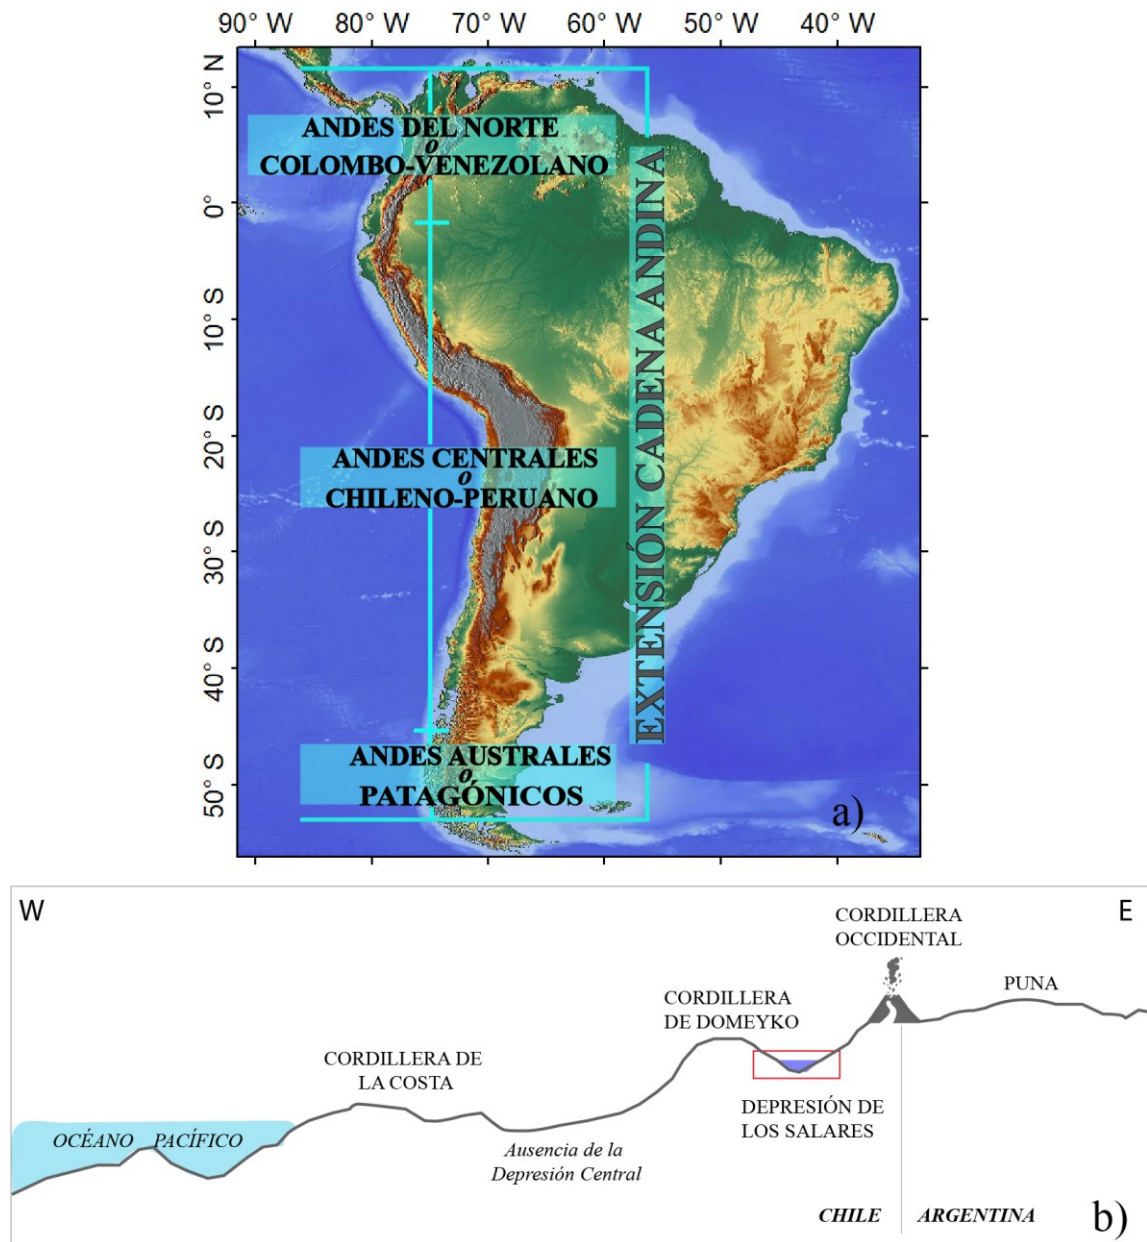 90° W 80° W 70° W 60° W 50° W 40° W
10° N
0°
10° S
20° S
30° S
40° S
50° S
ANDES DEL NORTE
o
COLOMBO-VENEZOLANO
ANDES CENTRALES
o
CHILENO-PERUANO
ANDES AUSTRALES
o
PATAGÓNICOS
EXTENSIÓN CADENA ANDINA
a)
W
E
CORDILLERA
OCCIDENTAL
PUNA
CORDILLERA
DE DOMEYKO
CORDILLERA DE
LA COSTA
DEPRESIÓN DE
LOS SALARES
OCÉANO PACÍFICO
Ausencia de la
Depresión Central
CHILE ARGENTINA
b)